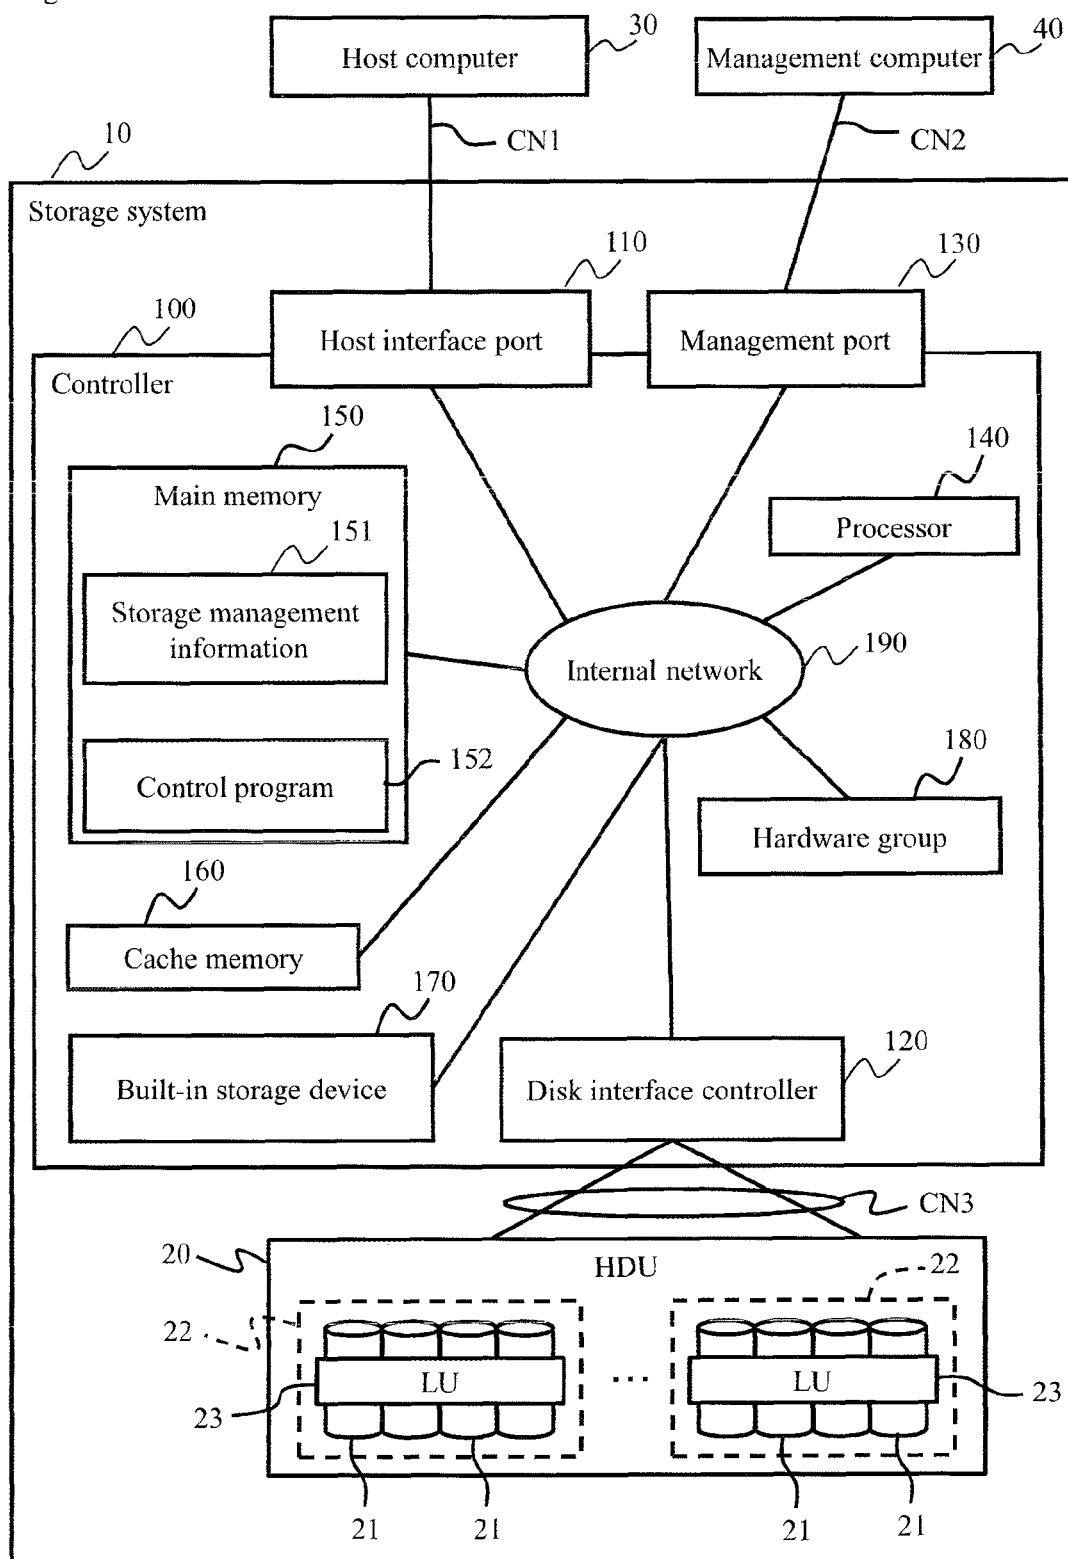 30
40
Host computer
Management computer
CN1
CN2
10
Storage system
110
130
100
Host interface port
Management port
Controller
150
140
Main memory
Processor
151
Storage management
information
190
Internal network
152
Control program
180
Hardware group
160
Cache memory
170
120
Built-in storage device
Disk interface controller
CN3
20
HDU
22
22
LU
...
LU
23
23
21
21
21
21